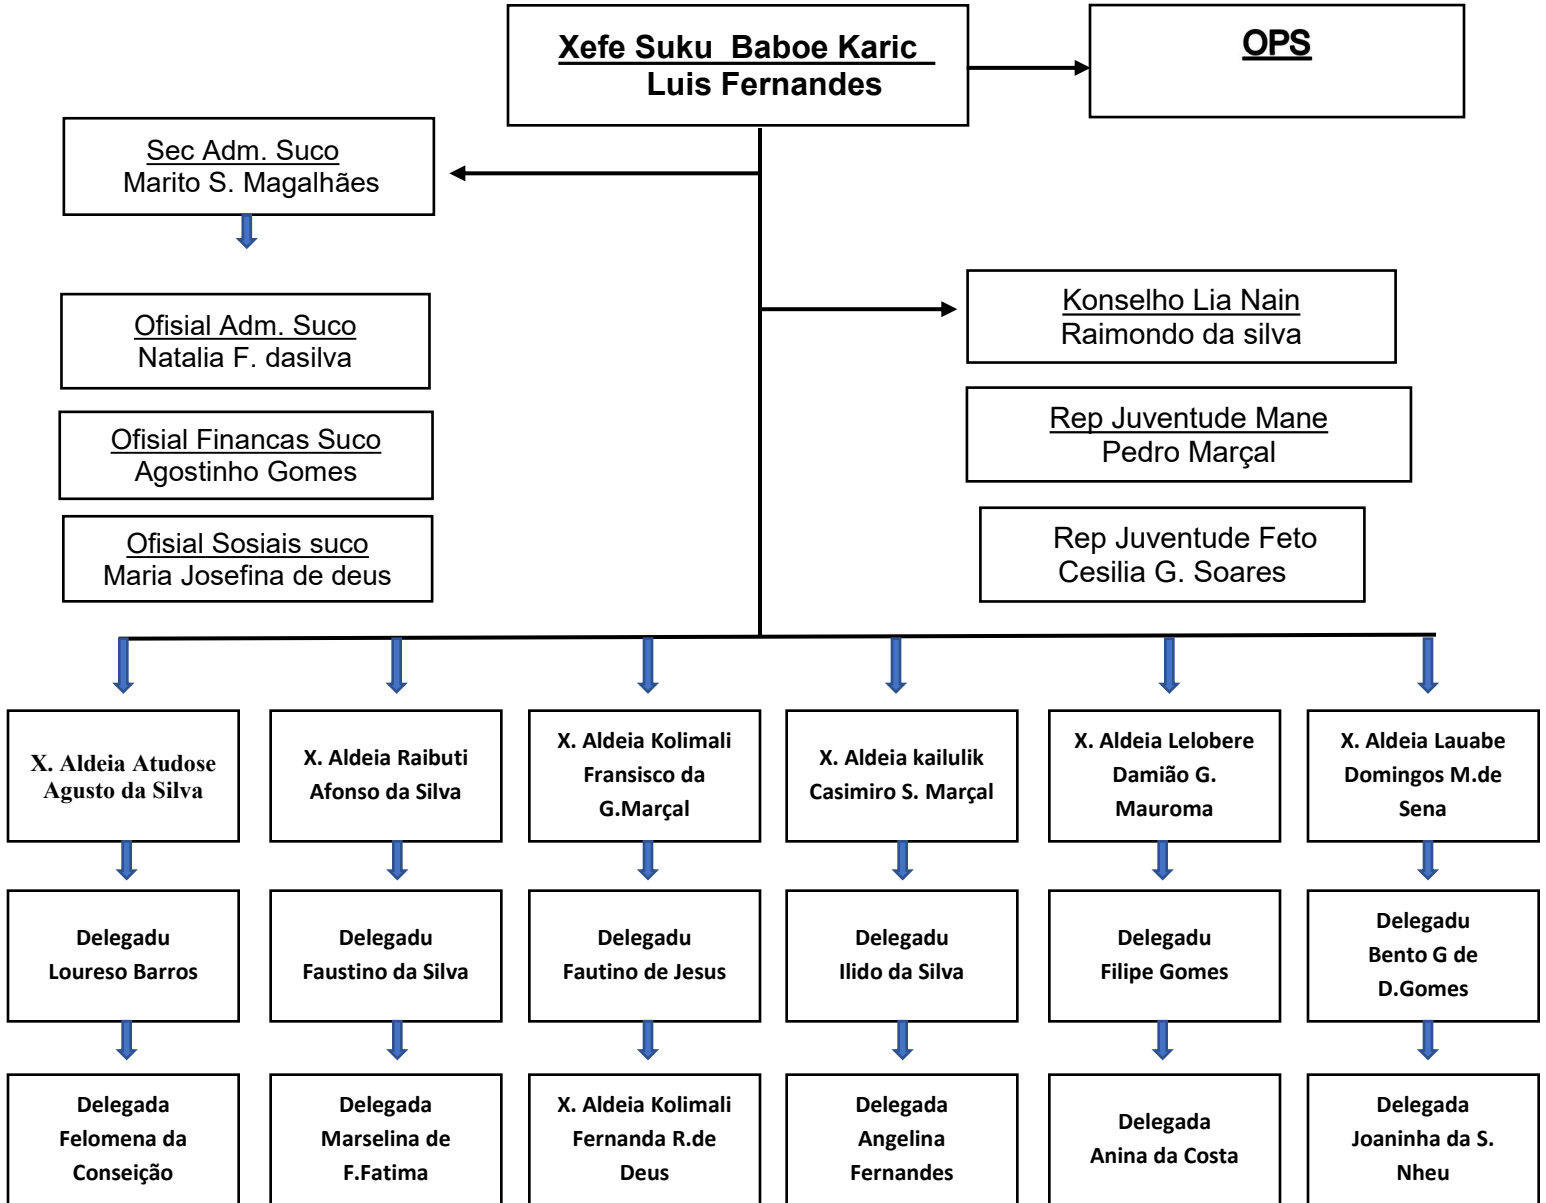 Xefe Suku Baboe Karic
Luis Fernandes
OPS
Sec Adm. Suco
Marito S. Magalhães
Ofisial Adm. Suco
Natalia F. dasilva
Ofisial Financas Suco
Agostinho Gomes
Ofisial Sosiais suco
Maria Josefina de deus
Konselho Lia Nain
Raimondo da silva
Rep Juventude Mane
Pedro Marçal
Rep Juventude Feto
Cesilia G. Soares
X. Aldeia Atudose
Agusto da Silva
X. Aldeia Raibuti
Afonso da Silva
X. Aldeia Kolimali
Fransisco da
G.Marçal
X. Aldeia kailulik
Casimiro S. Marçal
X. Aldeia Lelobere
Damião G.
Mauroma
X. Aldeia Lauabe
Domingos M.de
Sena
Delegadu
Loureso Barros
Delegadu
Faustino da Silva
Delegadu
Fautino de Jesus
Delegadu
Ilido da Silva
Delegadu
Filipe Gomes
Delegadu
Bento G de
D.Gomes
Delegada
Felomena da
Conseição
Delegada
Marselina de
F.Fatima
X. Aldeia Kolimali
Fernanda R.de
Deus
Delegada
Angelina
Fernandes
Delegada
Anina da Costa
Delegada
Joaninha da S.
Nheu